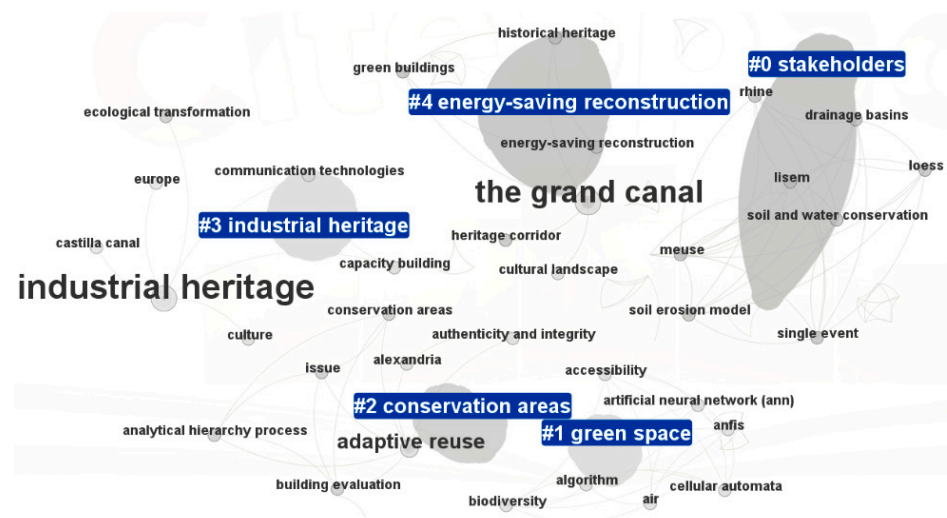 historical heritage
green buildings
#0 stakeholders
rhine
#4 energy-saving reconstruction
ecological transformation
drainage basins
energy-saving reconstruction
communication technologies
loess
europe
lisem
the grand canal
#3 industrial heritage
soil and water conservation
heritage corridor
castilla canal
meuse
capacity building
cultural landscape
industrial heritage
conservation areas
soil erosion model
culture
authenticity and integrity
single event
alexandria
issue
accessibility
artificial neural network (ann)
#2 conservation areas
anfis
analytical hierarchy process
#1 green space
adaptive reuse
building evaluation
algorithm
cellular automata
biodiversity
air